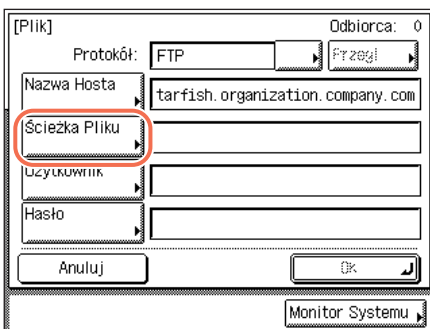 [Plik] Odbiorca: 0
Protokół: FTP Przegl
Nazwa Hosta tarfish.organization.company.com
Ścieżka Pliku
Użytkownik
Hasło
Anuluj OK
Monitor Systemu